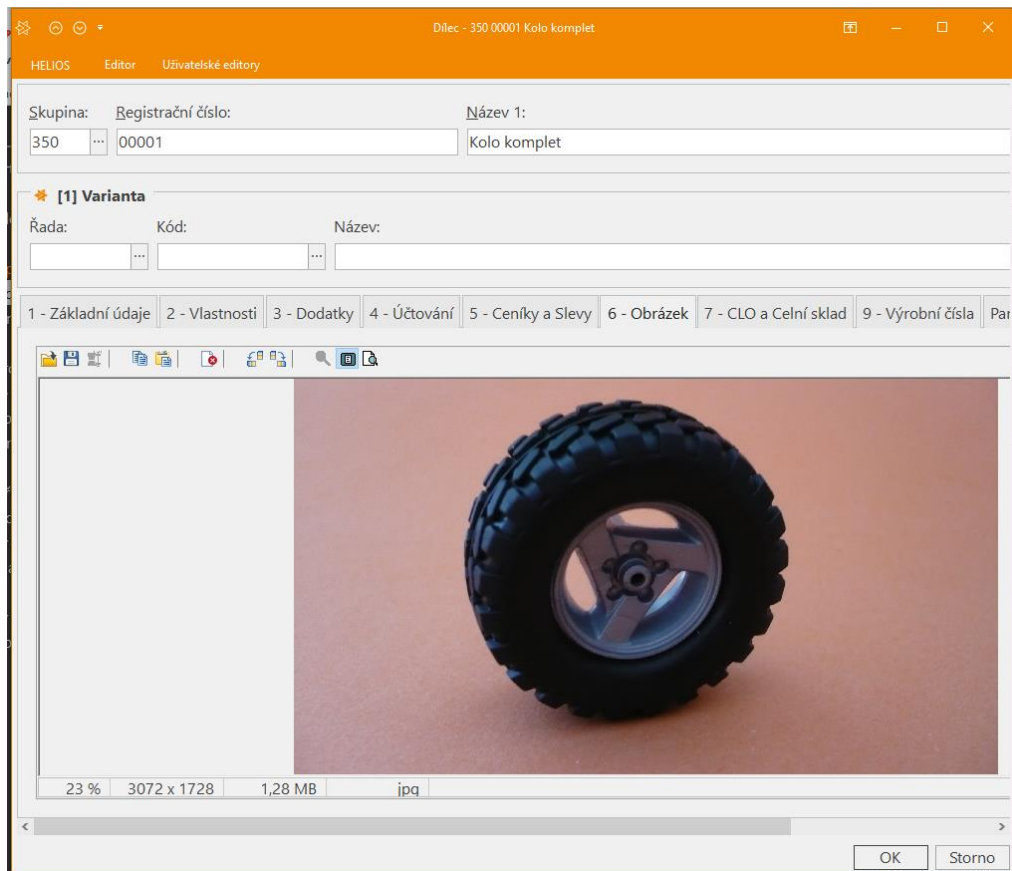 Dílec - 350 00001 Kolo komplet
HELIOS Editor Uživatelské editory
Skupina: Registrační číslo: Název 1:
350 ... 00001 Kolo komplet
[1] Varianta
Řada: Kód: Název:
... ...
1 - Základní údaje 2 - Vlastnosti 3 - Dodatky 4 - Účtování 5 - Ceníky a Slevy 6 - Obrázek 7 - CLO a Celní sklad 9 - Výrobní čísla Par
23 % 3072 x 1728 1,28 MB jpg
OK Storno